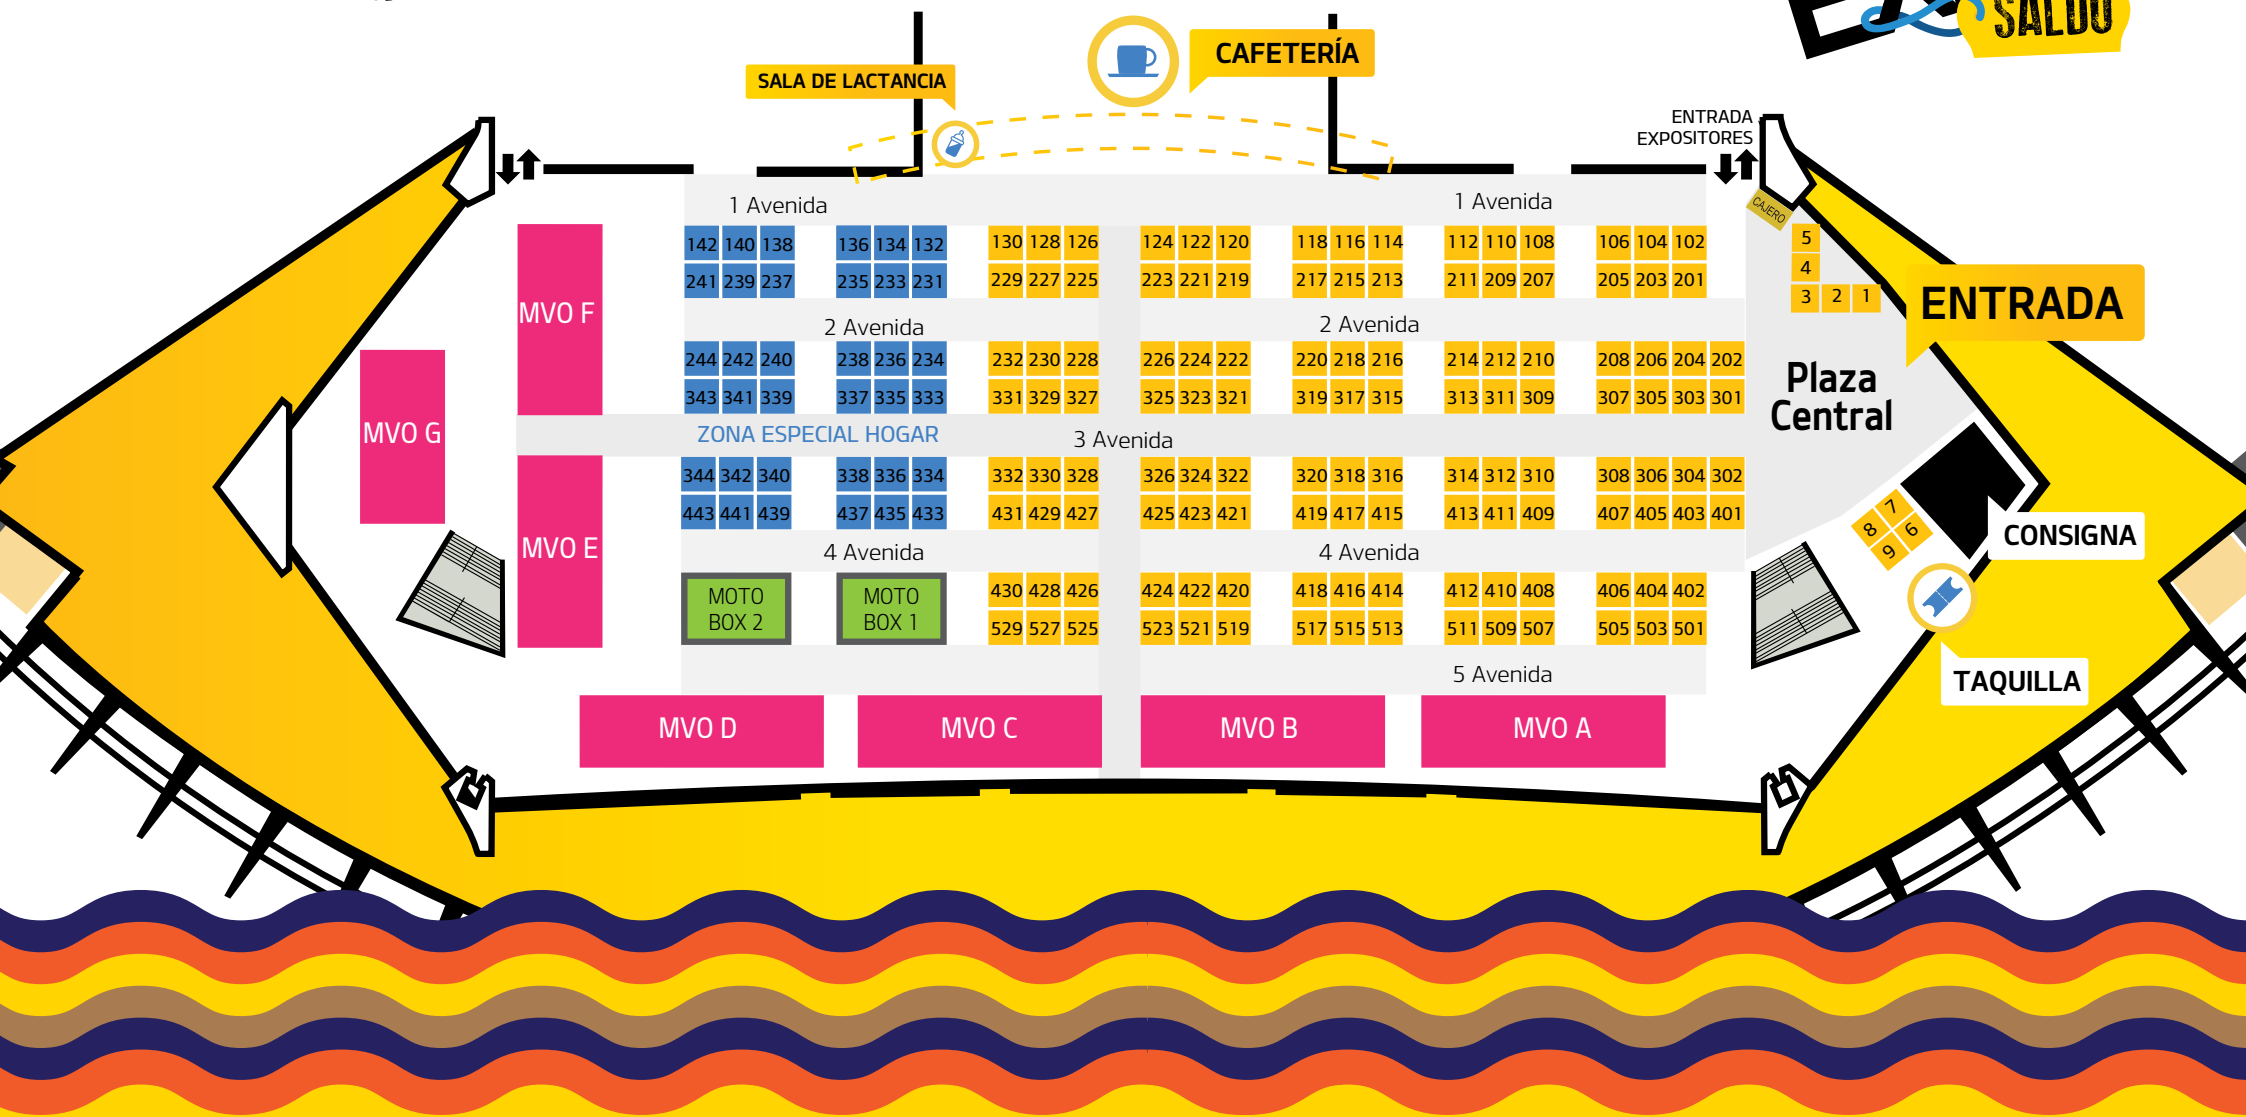 SALDO
SALA DE LACTANCIA
CAFETERÍA
ENTRADA
EXPOSITORES
CAJERO
1 Avenida
1 Avenida
142 140 138 136 134 132 130 128 126 124 122 120 118 116 114 112 110 108 106 104 102
241 239 237 235 233 231 229 227 225 223 221 219 217 215 213 211 209 207 205 203 201
5
4
3 2 1
ENTRADA
2 Avenida
2 Avenida
244 242 240 238 236 234 232 230 228 226 224 222 220 218 216 214 212 210 208 206 204 202
343 341 339 337 335 333 331 329 327 325 323 321 319 317 315 313 311 309 307 305 303 301
Plaza
Central
MVO F
MVO G
ZONA ESPECIAL HOGAR
3 Avenida
344 342 340 338 336 334 332 330 328 326 324 322 320 318 316 314 312 310 308 306 304 302
443 441 439 437 435 433 431 429 427 425 423 421 419 417 415 413 411 409 407 405 403 401
MVO E
7
8 6
9
CONSIGNA
4 Avenida
4 Avenida
MOTO
BOX 2
MOTO
BOX 1
430 428 426 424 422 420 418 416 414 412 410 408 406 404 402
529 527 525 523 521 519 517 515 513 511 509 507 505 503 501
5 Avenida
TAQUILLA
MVO D
MVO C
MVO B
MVO A